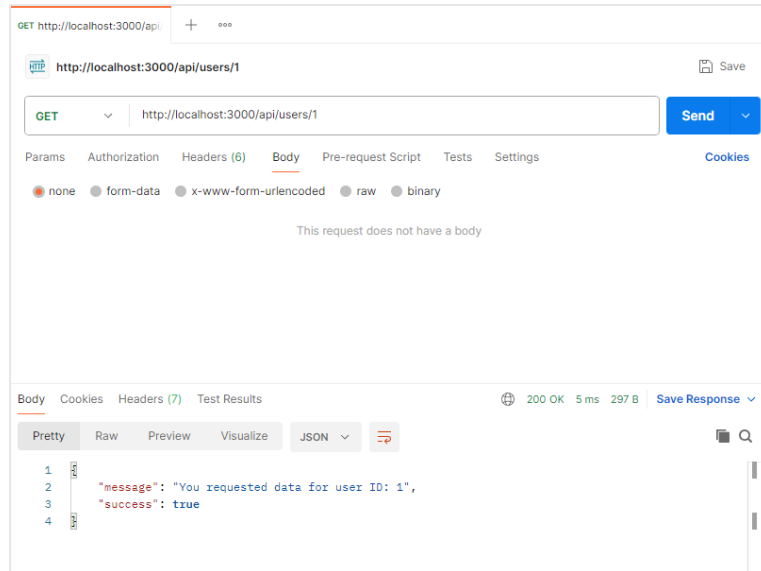 GET http://localhost:3000/api
HTTP http://localhost:3000/api/users/1 Save
GET http://localhost:3000/api/users/1 Send
Params Authorization Headers (6) Body Pre-request Script Tests Settings Cookies
none form-data x-www-form-urlencoded raw binary
This request does not have a body
Body Cookies Headers (7) Test Results 200 OK 5 ms 297 B Save Response
Pretty Raw Preview Visualize JSON
1 {
2 "message": "You requested data for user ID: 1",
3 "success": true
4 }